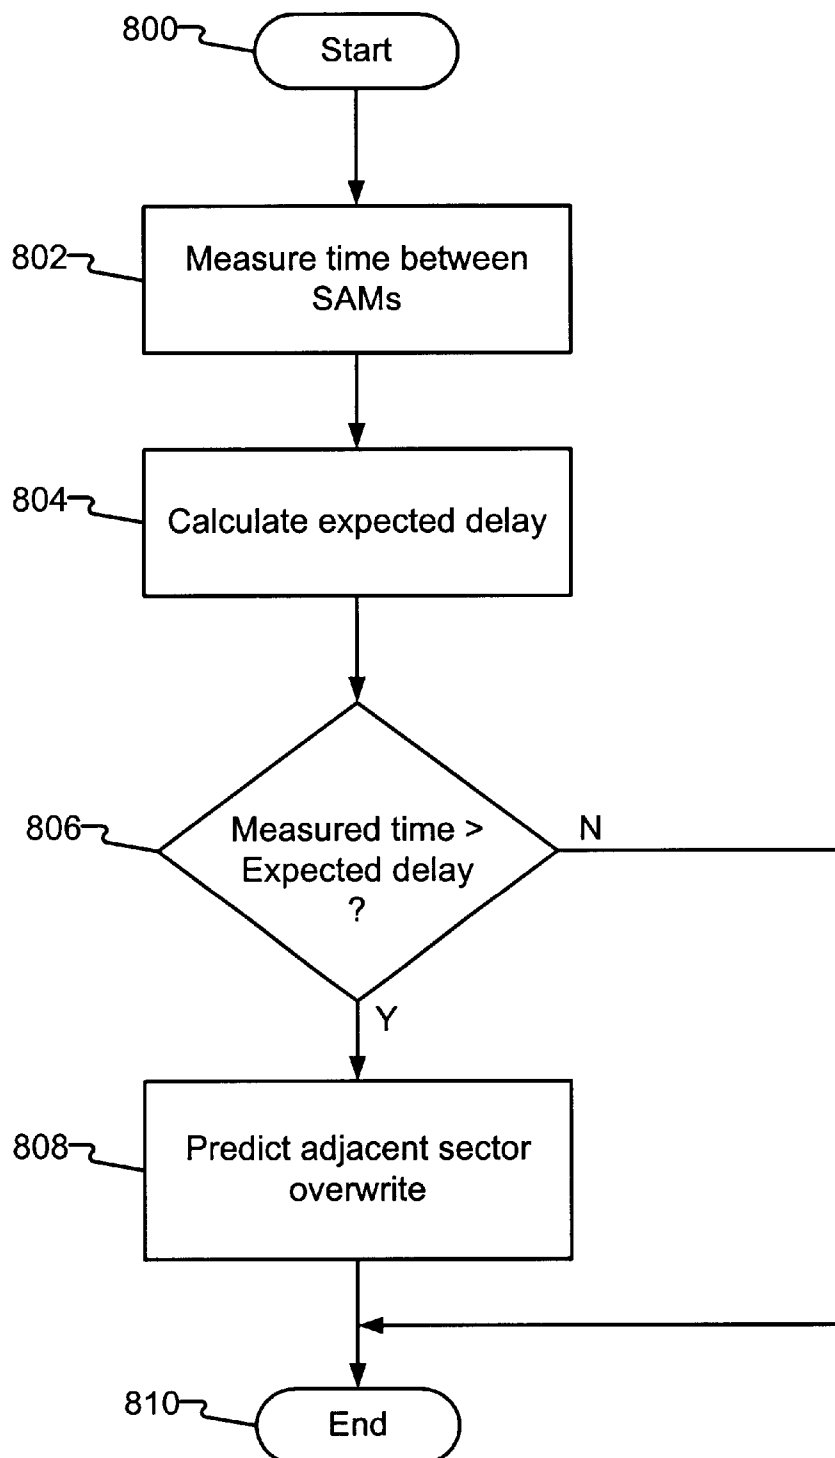 800
Start
802
Measure time between
SAMs
804
Calculate expected delay
806
Measured time >
Expected delay
?
N
Y
808
Predict adjacent sector
overwrite
810
End